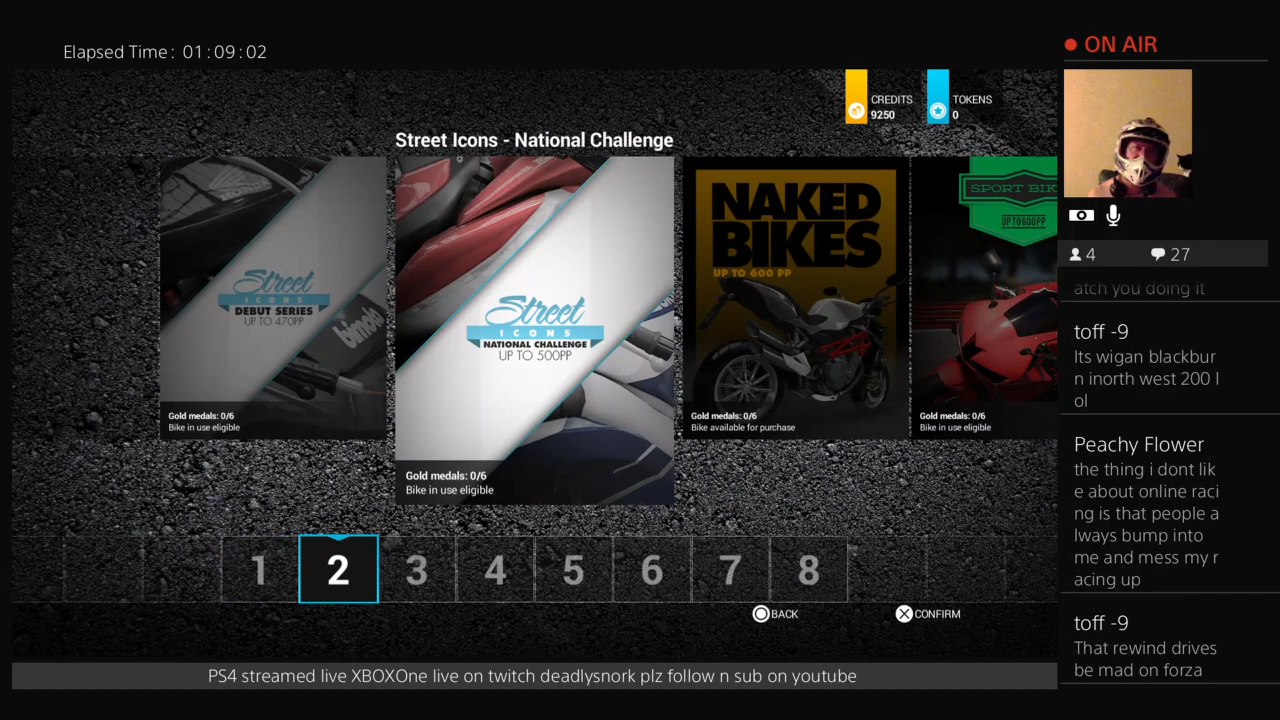 Elapsed Time: 01:09:02
ON AIR
CREDITS
9250
TOKENS
0
Street Icons - National Challenge
Street
ICONS
DEBUT SERIES
UP TO 470PP
bimota
Gold medals: 0/6
Bike in use eligible
Street
ICONS
NATIONAL CHALLENGE
UP TO 500PP
Gold medals: 0/6
Bike in use eligible
NAKED
BIKES
UP TO 600 PP
Gold medals: 0/6
Bike available for purchase
SPORT BIK
UP TO 600PP
Gold medals: 0/6
Bike in use eligible
1 2 3 4 5 6 7 8
BACK
CONFIRM
PS4 streamed live XBOXOne live on twitch deadlysnork plz follow n sub on youtube
4
27
atch you doing it
toff -9
Its wigan blackbur
n inorth west 200 l
ol
Peachy Flower
the thing i dont lik
e about online raci
ng is that people a
lways bump into
me and mess my r
acing up
toff -9
That rewind drives
be mad on forza